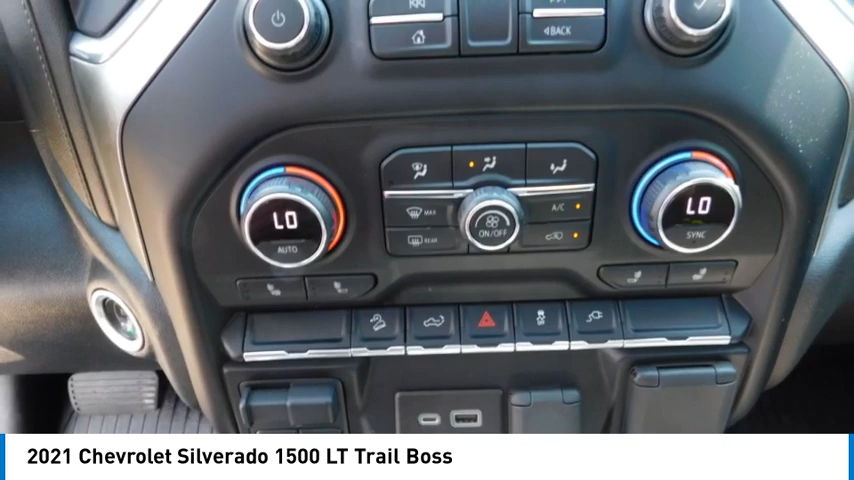 BACK
LO
AUTO
MAX
REAR
ON/OFF
A/C
LO
SYNC
2021 Chevrolet Silverado 1500 LT Trail Boss